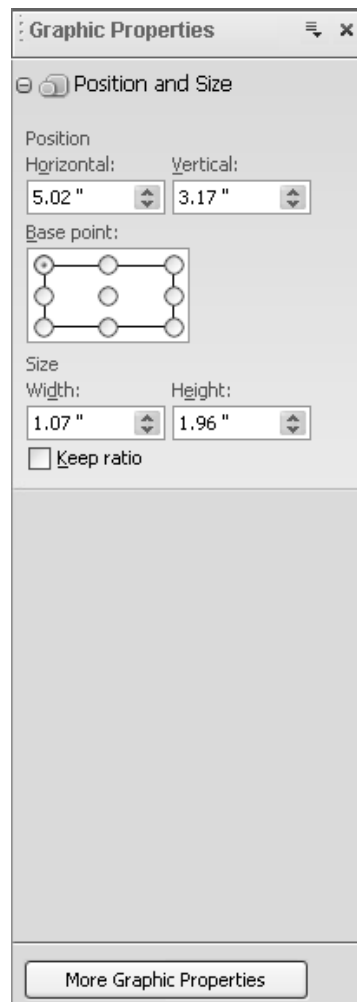 Graphic Properties
Position and Size
Position
Horizontal: Vertical:
5.02 " 3.17 "
Base point:
Size
Width: Height:
1.07 " 1.96 "
Keep ratio
More Graphic Properties